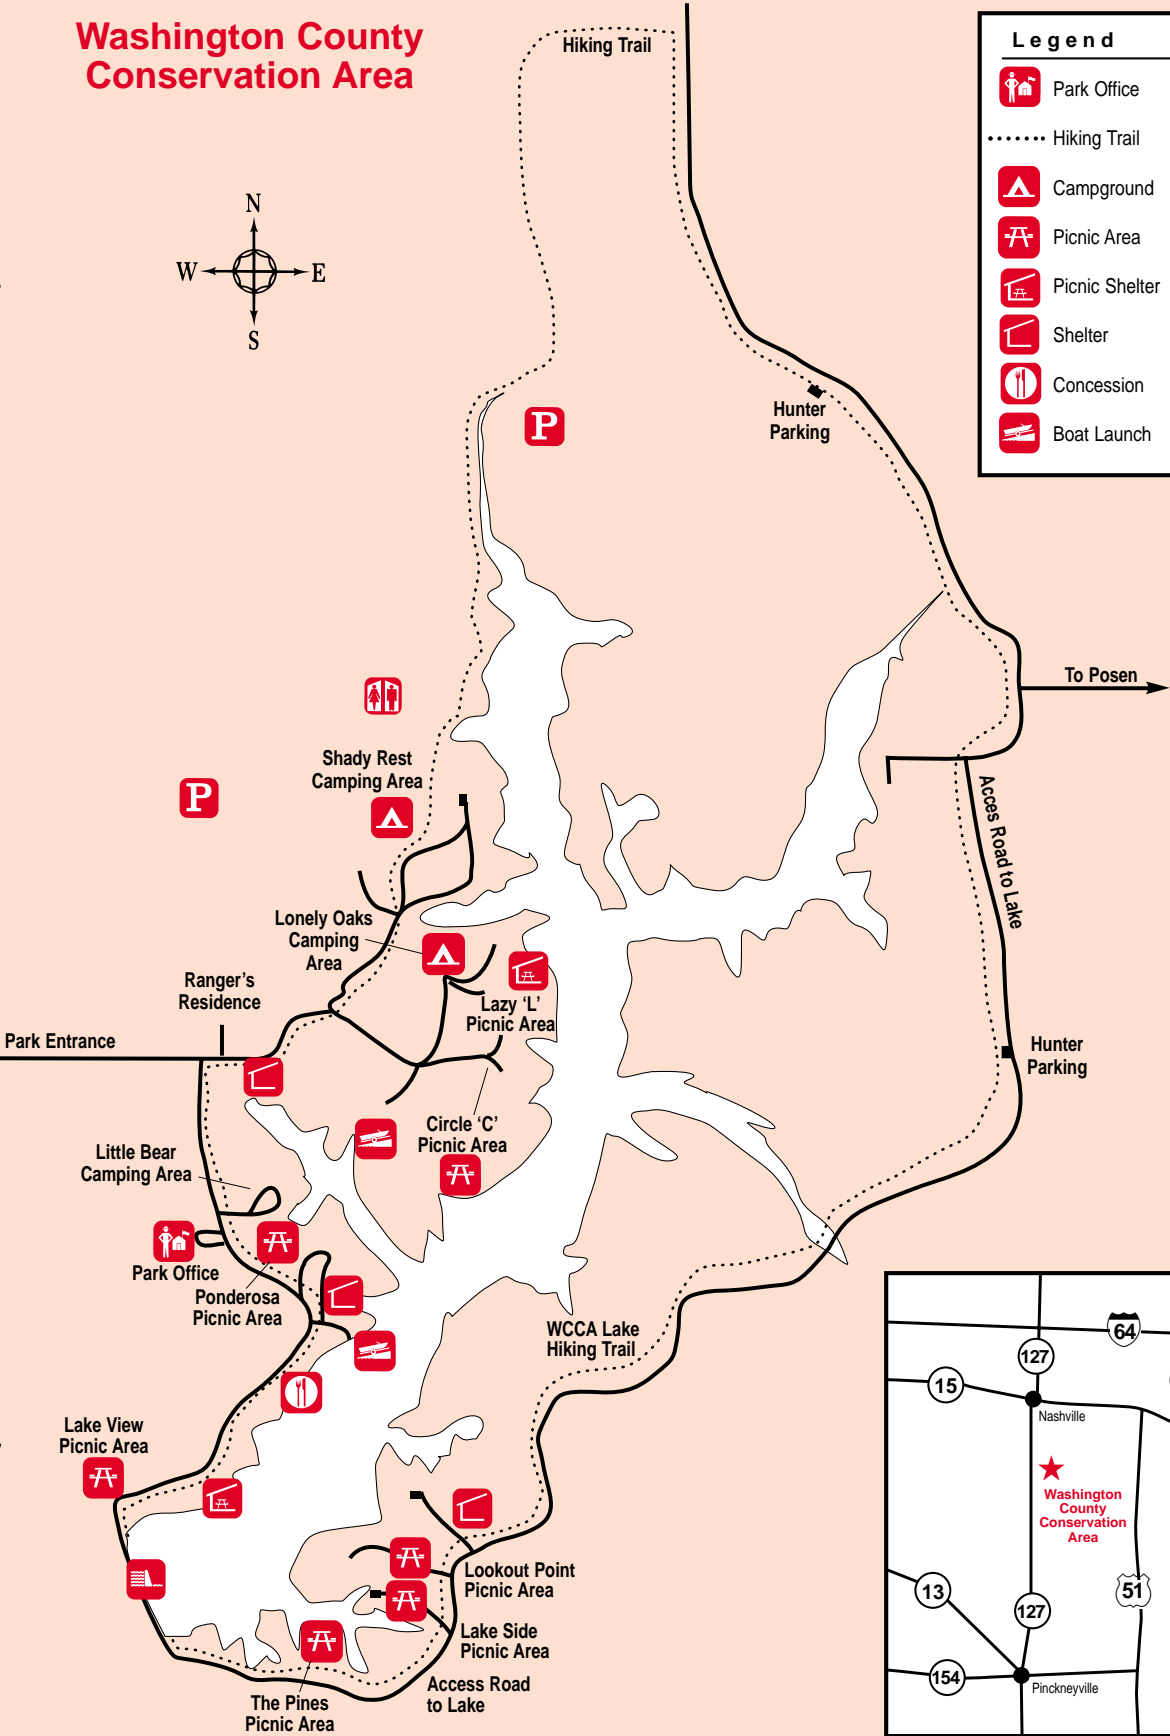 Washington County
Conservation Area
Hiking Trail
Legend
Park Office
Hiking Trail
Campground
Picnic Area
Picnic Shelter
Shelter
Concession
Boat Launch
N
W
E
S
Hunter
Parking
P
To Posen
Shady Rest
Camping Area
P
Acces Road to Lake
Lonely Oaks
Camping
Area
Ranger's
Residence
Lazy 'L'
Picnic Area
Park Entrance
Hunter
Parking
Circle 'C'
Picnic Area
Little Bear
Camping Area
Park Office
Ponderosa
Picnic Area
WCCA Lake
Hiking Trail
Lake View
Picnic Area
Lookout Point
Picnic Area
Lake Side
Picnic Area
Access Road
to Lake
The Pines
Picnic Area
64
127
15
Nashville
Washington
County
Conservation
Area
13
51
127
154
Pinckneyville